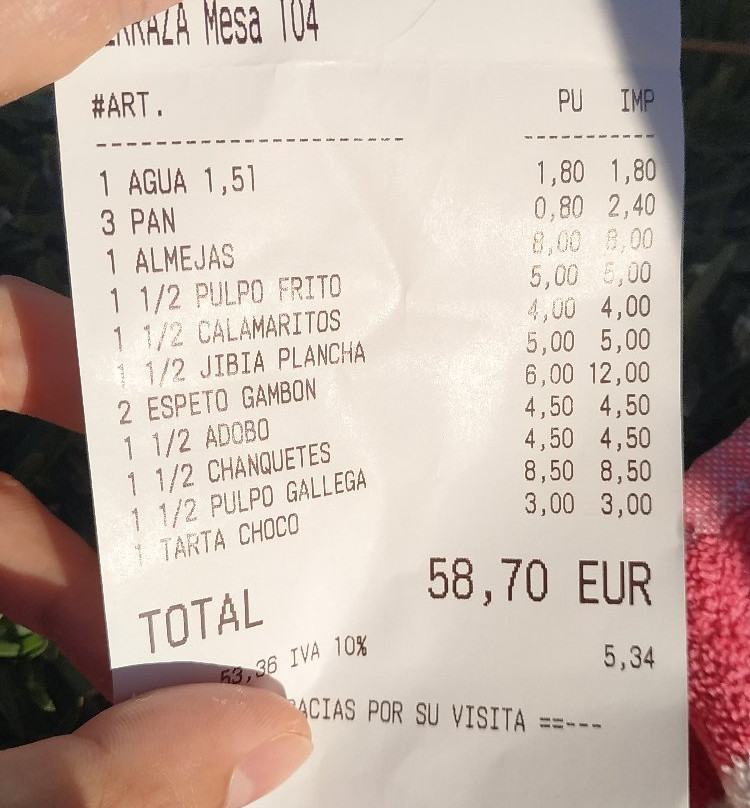 Mesa 104
#ART. PU IMP
1 AGUA 1,5l 1,80 1,80
3 PAN 0,80 2,40
1 ALMEJAS 8,00 8,00
1 1/2 PULPO FRITO 5,00 5,00
1 1/2 CALAMARITOS 4,00 4,00
1 1/2 JIBIA PLANCHA 5,00 5,00
2 ESPETO GAMBON 6,00 12,00
1 1/2 ADOBO 4,50 4,50
1 1/2 CHANQUETES 4,50 4,50
1 1/2 PULPO GALLEGA 8,50 8,50
1 TARTA CHOCO 3,00 3,00
TOTAL 58,70 EUR
53,36 IVA 10% 5,34
POR SU VISITA ==---